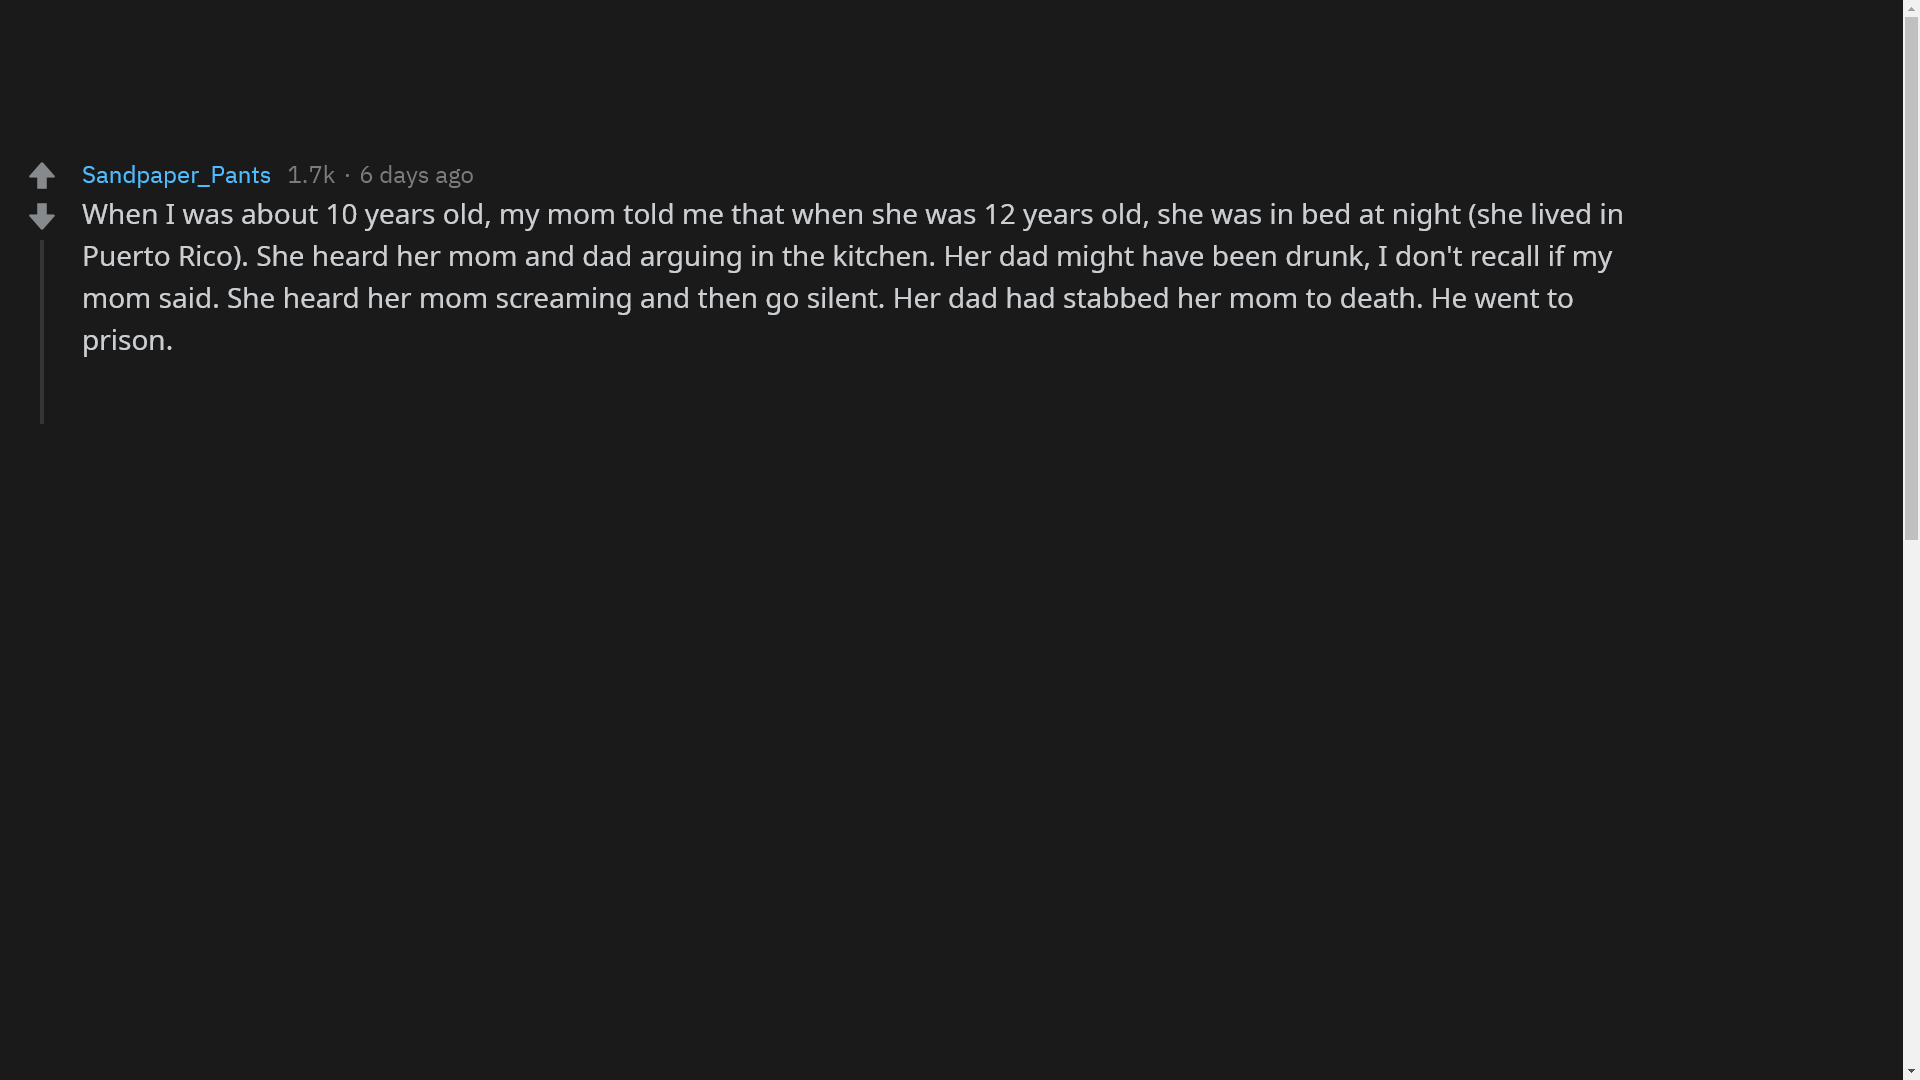 Sandpaper_Pants 1.7k · 6 days ago
When I was about 10 years old, my mom told me that when she was 12 years old, she was in bed at night (she lived in
Puerto Rico). She heard her mom and dad arguing in the kitchen. Her dad might have been drunk, I don't recall if my
mom said. She heard her mom screaming and then go silent. Her dad had stabbed her mom to death. He went to
prison.